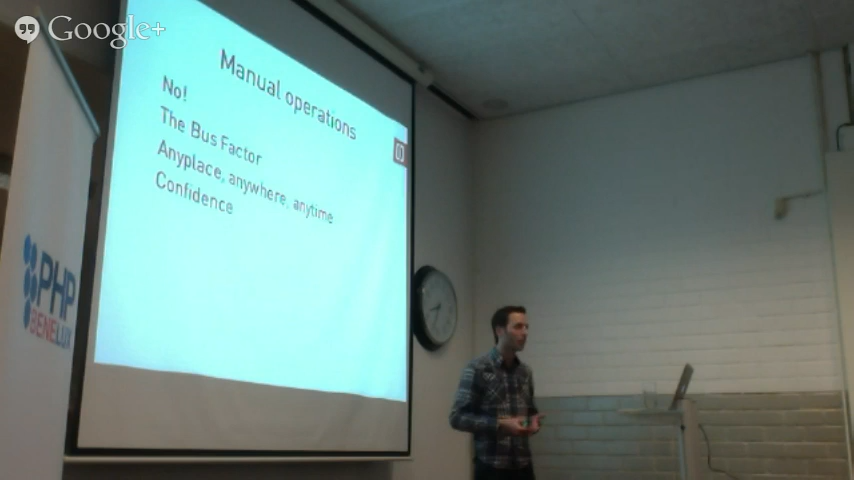 Google+
Manual operations
No!
The Bus Factor
Anyplace, anywhere, anytime
Confidence
PHP
BENELUX